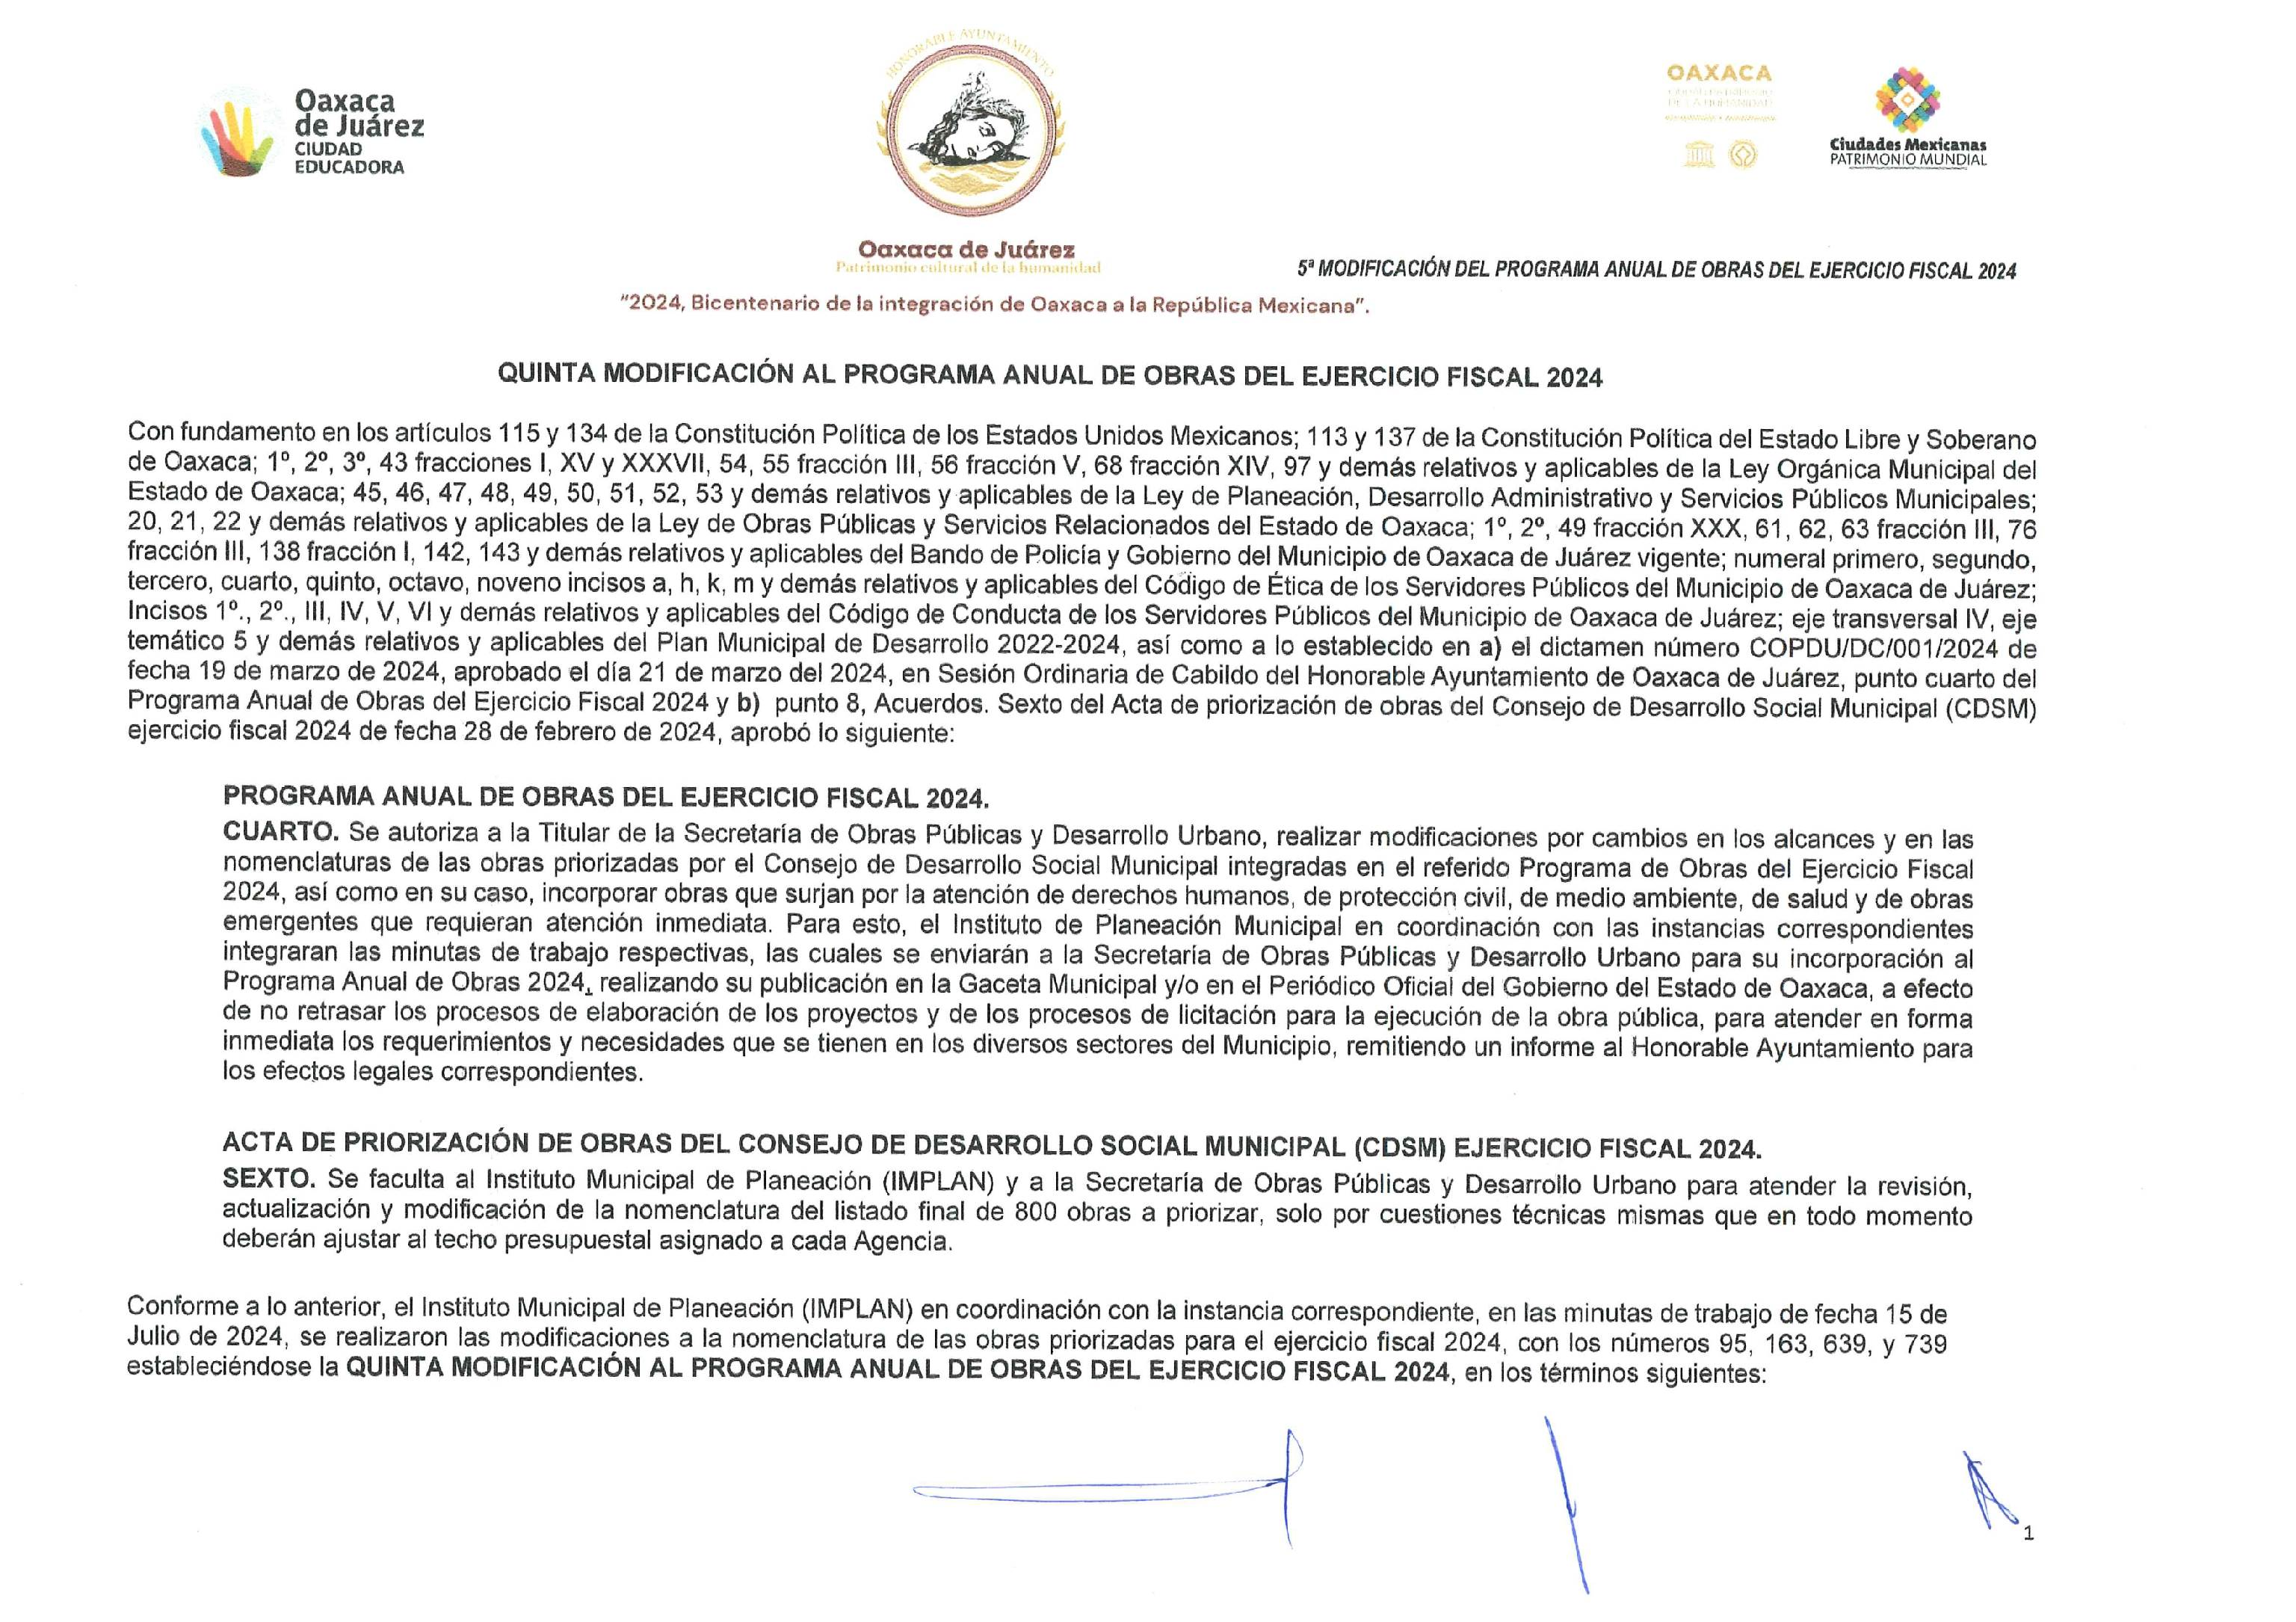 Oaxaca
de Juárez
CIUDAD
EDUCADORA
HONORABLE AYUNTAMIENTO
Oaxaca de Juárez
Patrimonio cultural de la humanidad
OAXACA
DE LA HUMANIDAD
Ciudades Mexicanas
PATRIMONIO MUNDIAL
5ª MODIFICACIÓN DEL PROGRAMA ANUAL DE OBRAS DEL EJERCICIO FISCAL 2024
“2024, Bicentenario de la integración de Oaxaca a la República Mexicana”.
QUINTA MODIFICACIÓN AL PROGRAMA ANUAL DE OBRAS DEL EJERCICIO FISCAL 2024
Con fundamento en los artículos 115 y 134 de la Constitución Política de los Estados Unidos Mexicanos; 113 y 137 de la Constitución Política del Estado Libre y Soberano
de Oaxaca; 1º, 2º, 3º, 43 fracciones I, XV y XXXVII, 54, 55 fracción III, 56 fracción V, 68 fracción XIV, 97 y demás relativos y aplicables de la Ley Orgánica Municipal del
Estado de Oaxaca; 45, 46, 47, 48, 49, 50, 51, 52, 53 y demás relativos y aplicables de la Ley de Planeación, Desarrollo Administrativo y Servicios Públicos Municipales;
20, 21, 22 y demás relativos y aplicables de la Ley de Obras Públicas y Servicios Relacionados del Estado de Oaxaca; 1º, 2º, 49 fracción XXX, 61, 62, 63 fracción III, 76
fracción III, 138 fracción I, 142, 143 y demás relativos y aplicables del Bando de Policía y Gobierno del Municipio de Oaxaca de Juárez vigente; numeral primero, segundo,
tercero, cuarto, quinto, octavo, noveno incisos a, h, k, m y demás relativos y aplicables del Código de Ética de los Servidores Públicos del Municipio de Oaxaca de Juárez;
Incisos 1º., 2º., III, IV, V, VI y demás relativos y aplicables del Código de Conducta de los Servidores Públicos del Municipio de Oaxaca de Juárez; eje transversal IV, eje
temático 5 y demás relativos y aplicables del Plan Municipal de Desarrollo 2022-2024, así como a lo establecido en a) el dictamen número COPDU/DC/001/2024 de
fecha 19 de marzo de 2024, aprobado el día 21 de marzo del 2024, en Sesión Ordinaria de Cabildo del Honorable Ayuntamiento de Oaxaca de Juárez, punto cuarto del
Programa Anual de Obras del Ejercicio Fiscal 2024 y b) punto 8, Acuerdos. Sexto del Acta de priorización de obras del Consejo de Desarrollo Social Municipal (CDSM)
ejercicio fiscal 2024 de fecha 28 de febrero de 2024, aprobó lo siguiente:
PROGRAMA ANUAL DE OBRAS DEL EJERCICIO FISCAL 2024.
CUARTO. Se autoriza a la Titular de la Secretaría de Obras Públicas y Desarrollo Urbano, realizar modificaciones por cambios en los alcances y en las
nomenclaturas de las obras priorizadas por el Consejo de Desarrollo Social Municipal integradas en el referido Programa de Obras del Ejercicio Fiscal
2024, así como en su caso, incorporar obras que surjan por la atención de derechos humanos, de protección civil, de medio ambiente, de salud y de obras
emergentes que requieran atención inmediata. Para esto, el Instituto de Planeación Municipal en coordinación con las instancias correspondientes
integraran las minutas de trabajo respectivas, las cuales se enviarán a la Secretaría de Obras Públicas y Desarrollo Urbano para su incorporación al
Programa Anual de Obras 2024, realizando su publicación en la Gaceta Municipal y/o en el Periódico Oficial del Gobierno del Estado de Oaxaca, a efecto
de no retrasar los procesos de elaboración de los proyectos y de los procesos de licitación para la ejecución de la obra pública, para atender en forma
inmediata los requerimientos y necesidades que se tienen en los diversos sectores del Municipio, remitiendo un informe al Honorable Ayuntamiento para
los efectos legales correspondientes.
ACTA DE PRIORIZACIÓN DE OBRAS DEL CONSEJO DE DESARROLLO SOCIAL MUNICIPAL (CDSM) EJERCICIO FISCAL 2024.
SEXTO. Se faculta al Instituto Municipal de Planeación (IMPLAN) y a la Secretaría de Obras Públicas y Desarrollo Urbano para atender la revisión,
actualización y modificación de la nomenclatura del listado final de 800 obras a priorizar, solo por cuestiones técnicas mismas que en todo momento
deberán ajustar al techo presupuestal asignado a cada Agencia.
Conforme a lo anterior, el Instituto Municipal de Planeación (IMPLAN) en coordinación con la instancia correspondiente, en las minutas de trabajo de fecha 15 de
Julio de 2024, se realizaron las modificaciones a la nomenclatura de las obras priorizadas para el ejercicio fiscal 2024, con los números 95, 163, 639, y 739
estableciéndose la QUINTA MODIFICACIÓN AL PROGRAMA ANUAL DE OBRAS DEL EJERCICIO FISCAL 2024, en los términos siguientes:
1